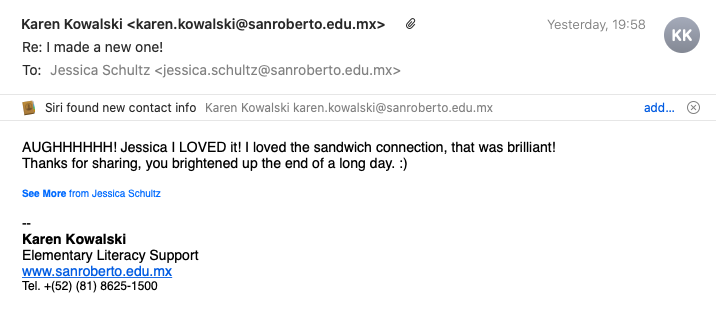 Karen Kowalski <karen.kowalski@sanroberto.edu.mx>
Yesterday, 19:58
KK
Re: I made a new one!
To: Jessica Schultz <jessica.schultz@sanroberto.edu.mx>
Siri found new contact info Karen Kowalski karen.kowalski@sanroberto.edu.mx add...
AUGHHHHHH! Jessica I LOVED it! I loved the sandwich connection, that was brilliant!
Thanks for sharing, you brightened up the end of a long day. :)
See More from Jessica Schultz
--
Karen Kowalski
Elementary Literacy Support
www.sanroberto.edu.mx
Tel. +(52) (81) 8625-1500